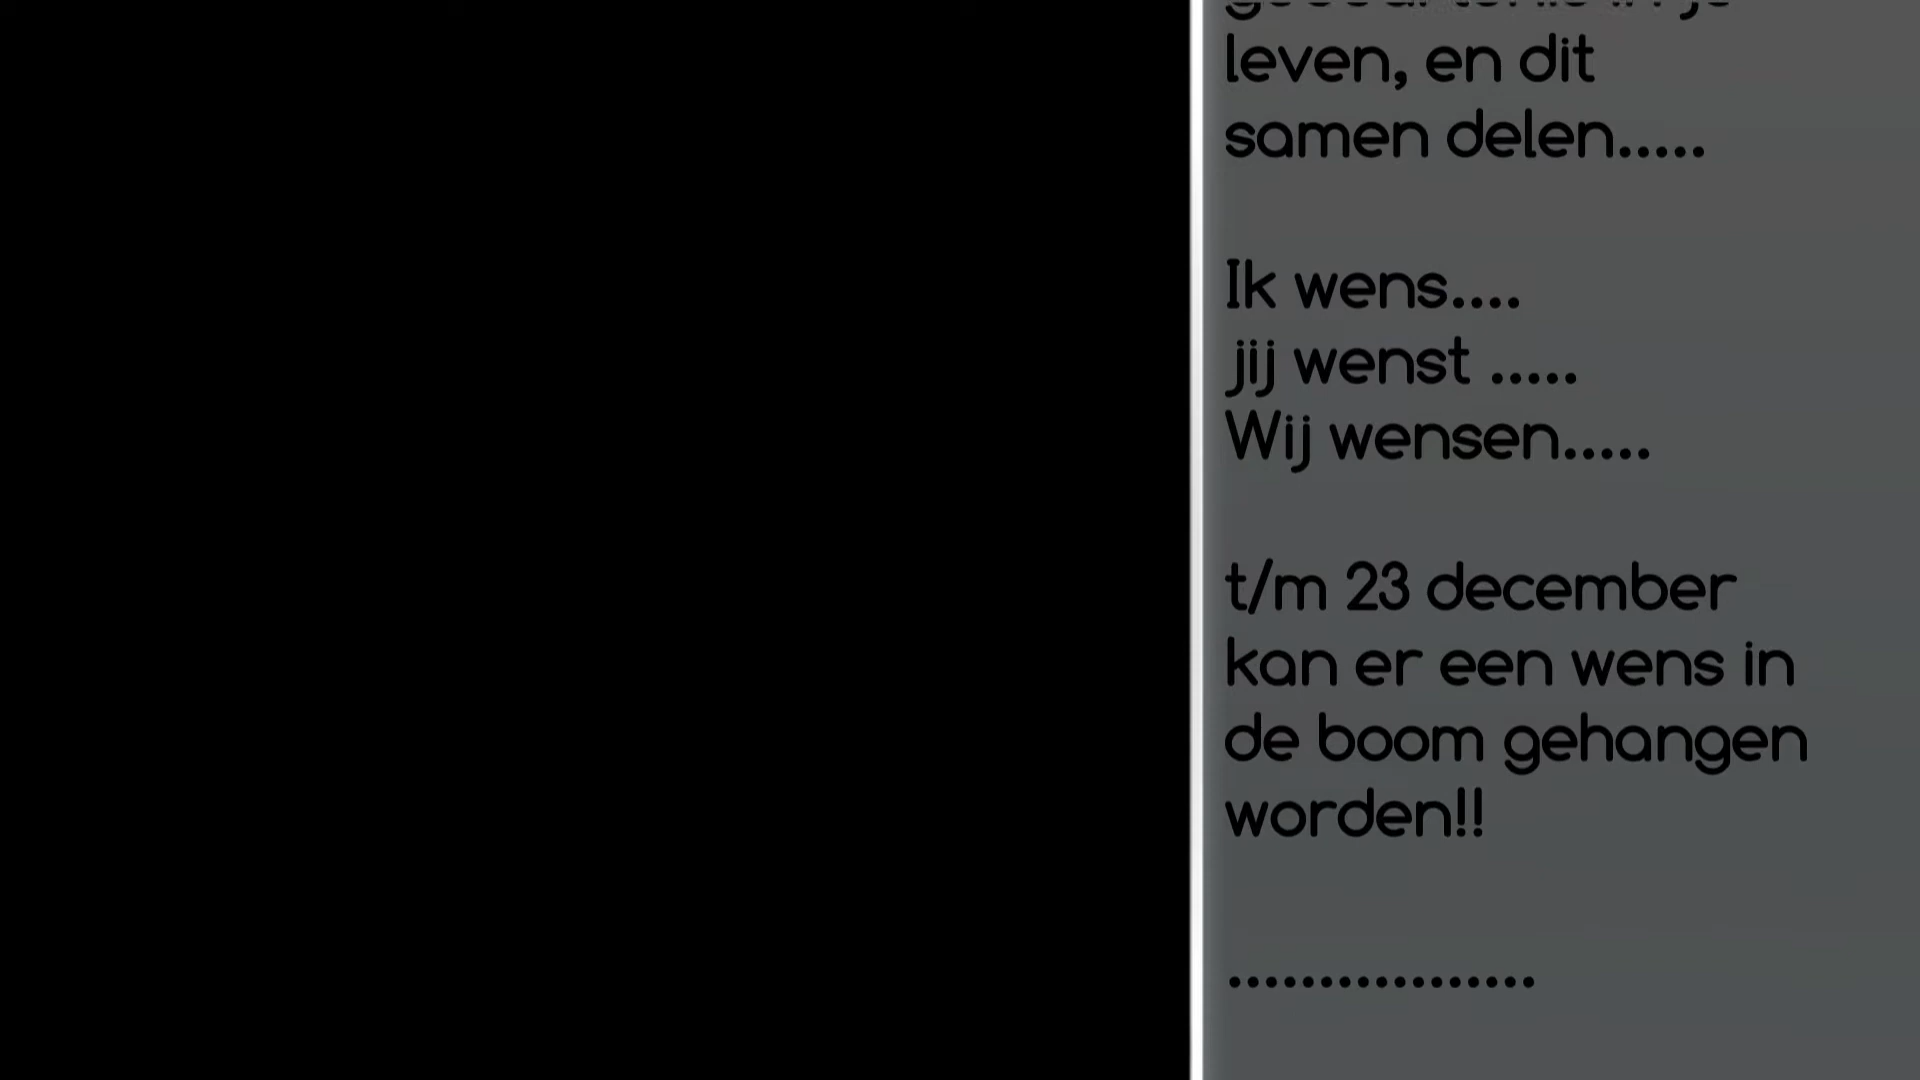 leven, en dit
samen delen.....
Ik wens....
jij wenst .....
Wij wensen.....
t/m 23 december
kan er een wens in
de boom gehangen
worden!!
.................